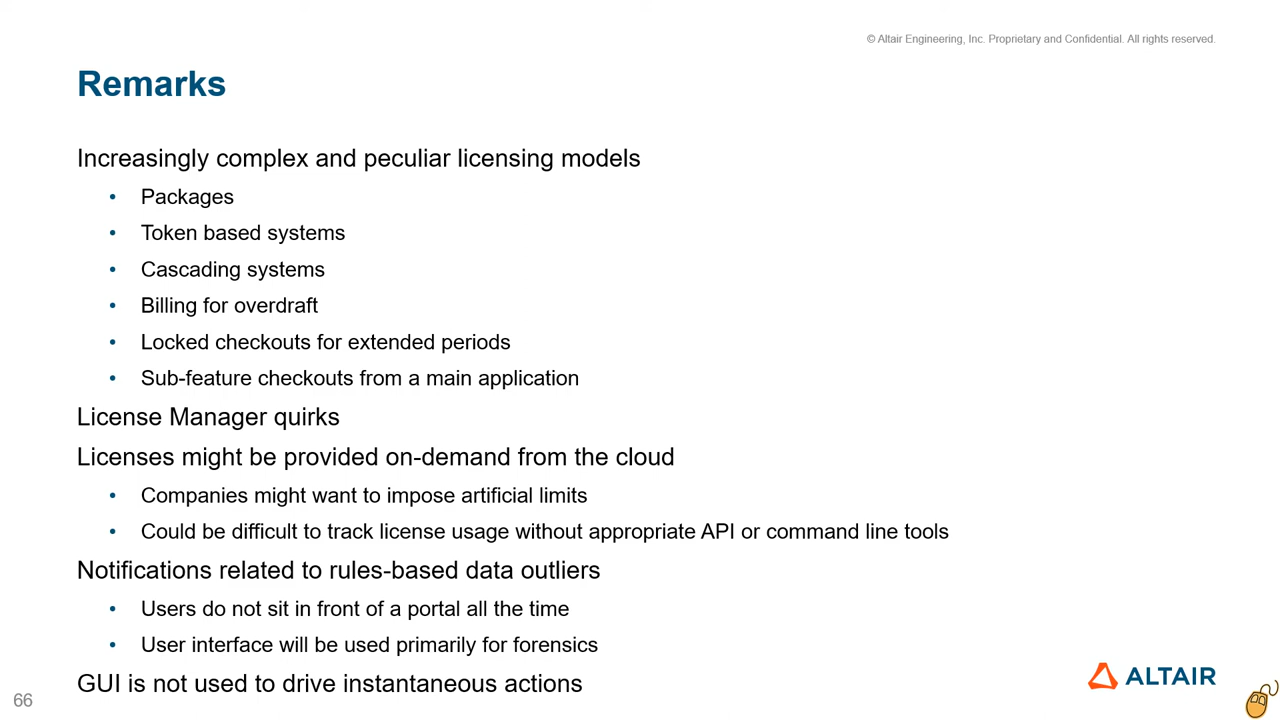 © Altair Engineering, Inc. Proprietary and Confidential. All rights reserved.
Remarks
Increasingly complex and peculiar licensing models
• Packages
• Token based systems
• Cascading systems
• Billing for overdraft
• Locked checkouts for extended periods
• Sub-feature checkouts from a main application
License Manager quirks
Licenses might be provided on-demand from the cloud
• Companies might want to impose artificial limits
• Could be difficult to track license usage without appropriate API or command line tools
Notifications related to rules-based data outliers
• Users do not sit in front of a portal all the time
• User interface will be used primarily for forensics
GUI is not used to drive instantaneous actions
66
ALTAIR